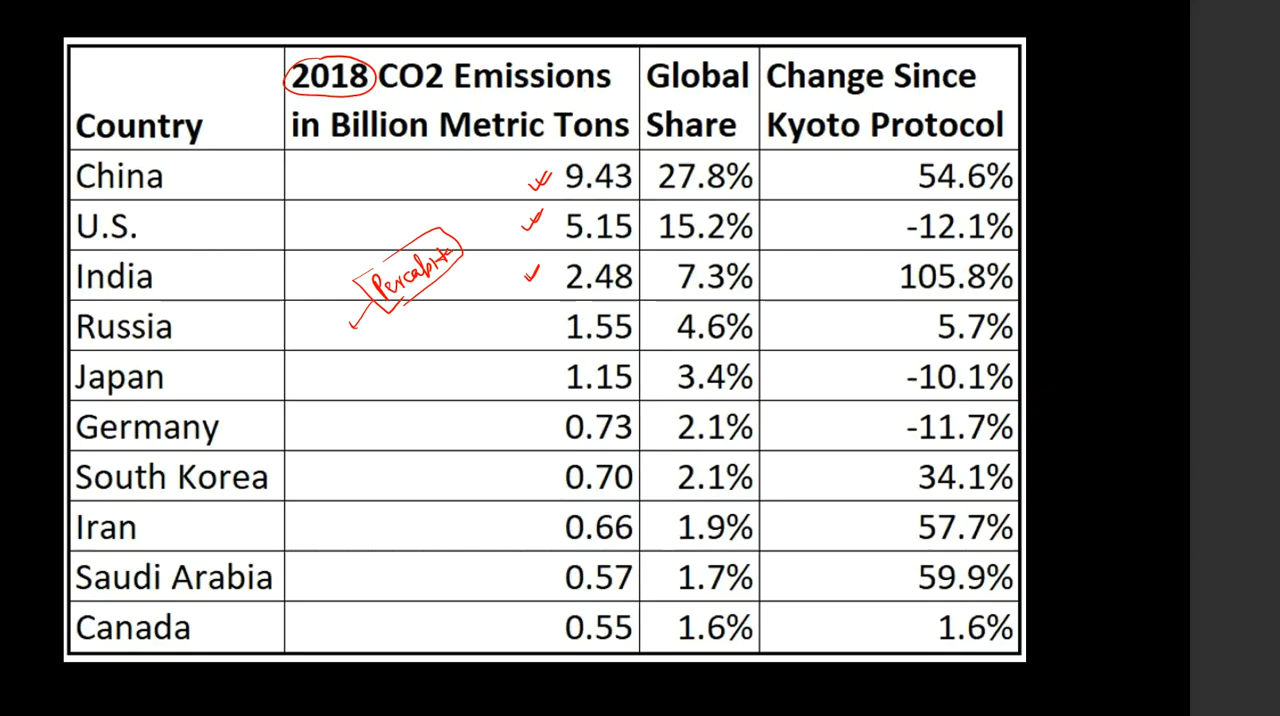 Country 2018 CO2 Emissions in Billion Metric Tons Global Share Change Since Kyoto Protocol
China 9.43 27.8% 54.6%
U.S. 5.15 15.2% -12.1%
India 2.48 7.3% 105.8%
Russia 1.55 4.6% 5.7%
Japan 1.15 3.4% -10.1%
Germany 0.73 2.1% -11.7%
South Korea 0.70 2.1% 34.1%
Iran 0.66 1.9% 57.7%
Saudi Arabia 0.57 1.7% 59.9%
Canada 0.55 1.6% 1.6%